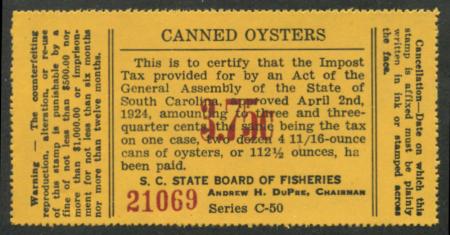 Warning — The counterfeiting
reproduction, alteration, or re-use
of this stamp is punishable by a
fine of not less than $500.00 nor
more than $1,000.00 or imprison-
ment for not less than six months
nor more than twelve months.
CANNED OYSTERS
This is to certify that the Impost
Tax provided for by an Act of the
General Assembly of the State of
South Carolina, approved April 2nd,
1924, amounting to three and three-
quarter cents, same being the tax
on one case, two dozen 4 11/16-ounce
cans of oysters, or 112½ ounces, ha
been paid.
S. C. STATE BOARD OF FISHERIES
ANDREW H. DUPRE, CHAIRMAN
21069
Series C-50
Cancellation—Date on which this
stamp is affixed must be plainly
written in ink or stamped across
the face.